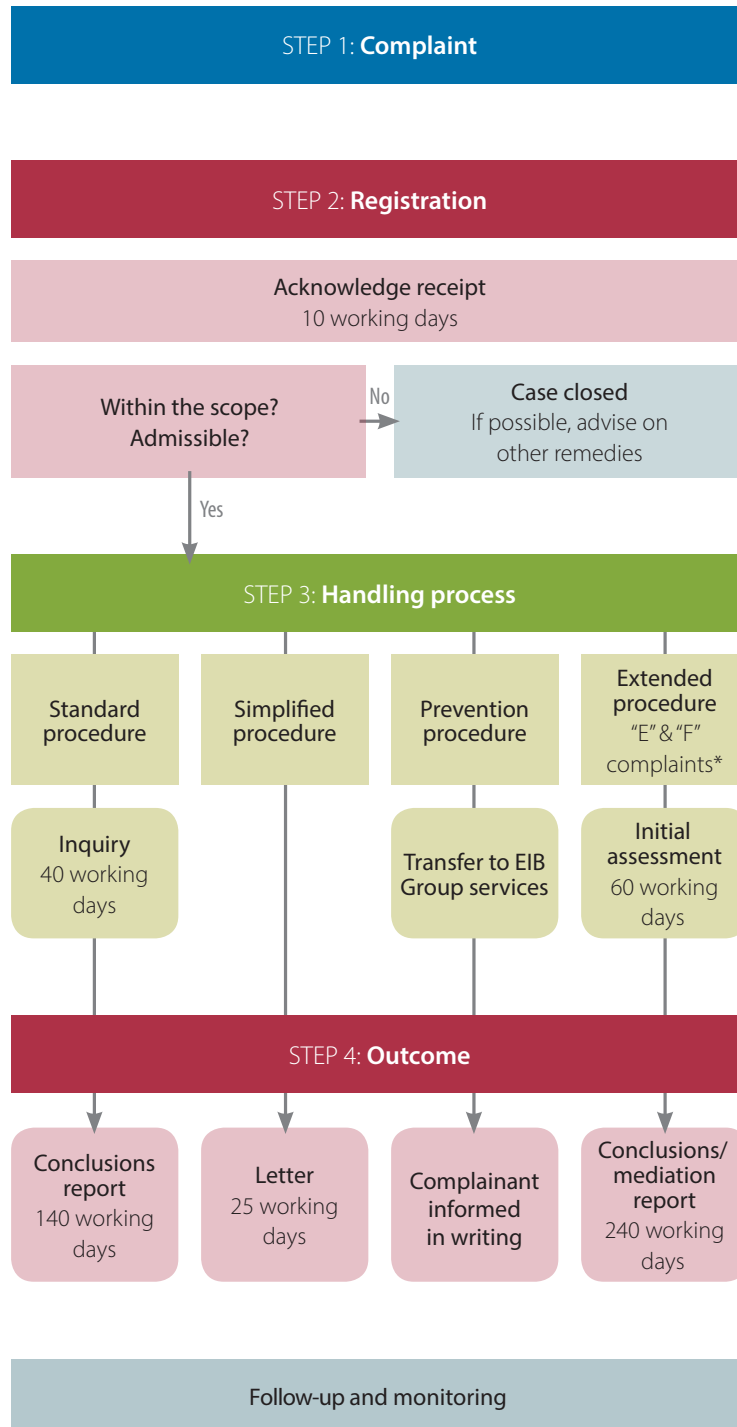 STEP 1: Complaint
STEP 2: Registration
Acknowledge receipt
10 working days
Within the scope?
Admissible?
No
Case closed
If possible, advise on
other remedies
Yes
STEP 3: Handling process
Standard
procedure
Simplified
procedure
Prevention
procedure
Extended
procedure
“E” & “F”
complaints*
Inquiry
40 working
days
Transfer to EIB
Group services
Initial
assessment
60 working
days
STEP 4: Outcome
Conclusions
report
140 working
days
Letter
25 working
days
Complainant
informed
in writing
Conclusions/
mediation
report
240 working
days
Follow-up and monitoring